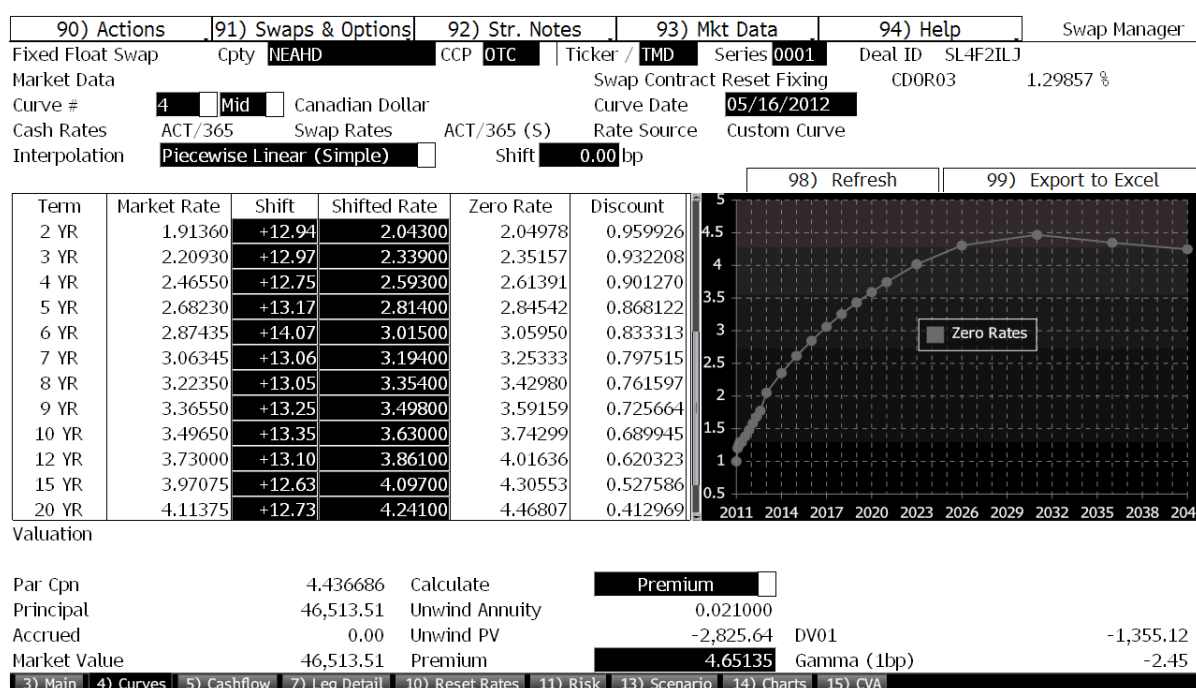 90) Actions 91) Swaps & Options 92) Str. Notes 93) Mkt Data 94) Help Swap Manager
Fixed Float Swap Cpty NEAHD CCP OTC Ticker / TMD Series 0001 Deal ID SL4F2ILJ
Market Data Swap Contract Reset Fixing CDOR03 1.29857 %
Curve # 4 Mid Canadian Dollar Curve Date 05/16/2012
Cash Rates ACT/365 Swap Rates ACT/365 (S) Rate Source Custom Curve
Interpolation Piecewise Linear (Simple) Shift 0.00 bp
98) Refresh 99) Export to Excel
Term Market Rate Shift Shifted Rate Zero Rate Discount
2 YR 1.91360 +12.94 2.04300 2.04978 0.959926
3 YR 2.20930 +12.97 2.33900 2.35157 0.932208
4 YR 2.46550 +12.75 2.59300 2.61391 0.901270
5 YR 2.68230 +13.17 2.81400 2.84542 0.868122
6 YR 2.87435 +14.07 3.01500 3.05950 0.833313
7 YR 3.06345 +13.06 3.19400 3.25333 0.797515
8 YR 3.22350 +13.05 3.35400 3.42980 0.761597
9 YR 3.36550 +13.25 3.49800 3.59159 0.725664
10 YR 3.49650 +13.35 3.63000 3.74299 0.689945
12 YR 3.73000 +13.10 3.86100 4.01636 0.620323
15 YR 3.97075 +12.63 4.09700 4.30553 0.527586
20 YR 4.11375 +12.73 4.24100 4.46807 0.412969
5
4.5
4
3.5
3
2.5
2
1.5
1
0.5
Zero Rates
2011 2014 2017 2020 2023 2026 2029 2032 2035 2038 204
Valuation
Par Cpn 4.436686 Calculate Premium
Principal 46,513.51 Unwind Annuity 0.021000
Accrued 0.00 Unwind PV -2,825.64 DV01 -1,355.12
Market Value 46,513.51 Premium 4.65135 Gamma (1bp) -2.45
3) Main 4) Curves 5) Cashflow 7) Leg Detail 10) Reset Rates 11) Risk 13) Scenario 14) Charts 15) CVA